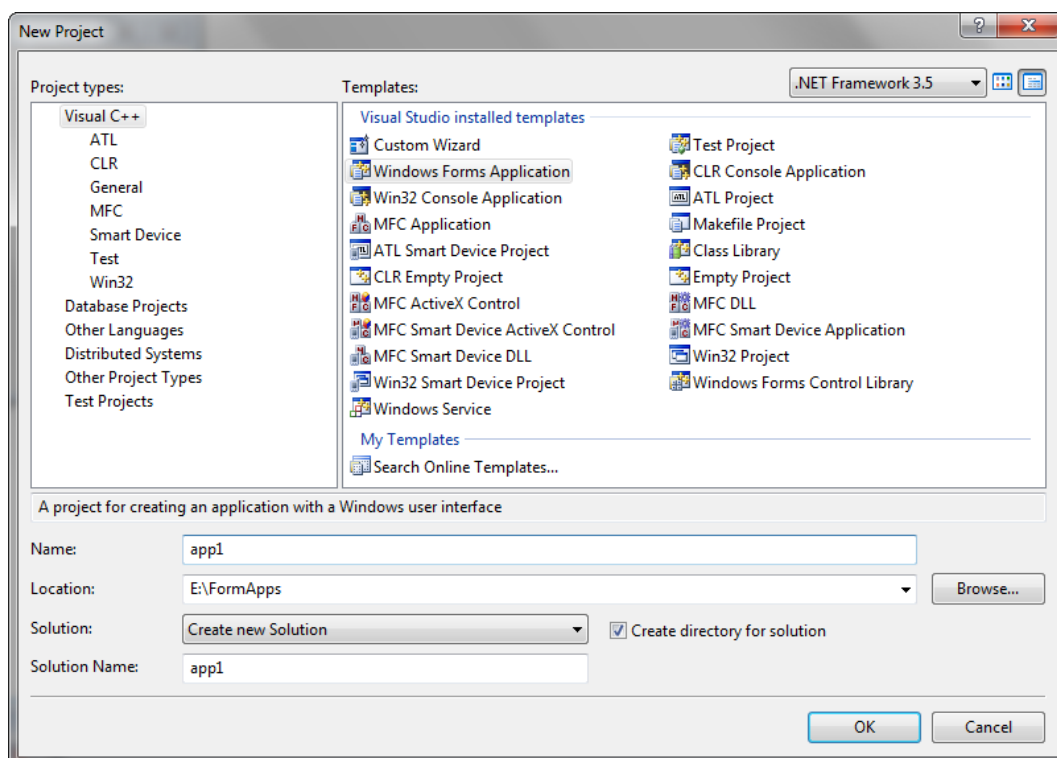 New Project
Project types:
Templates:
.NET Framework 3.5
Visual C++
ATL
CLR
General
MFC
Smart Device
Test
Win32
Database Projects
Other Languages
Distributed Systems
Other Project Types
Test Projects
Visual Studio installed templates
Custom Wizard
Test Project
Windows Forms Application
CLR Console Application
Win32 Console Application
ATL Project
MFC Application
Makefile Project
ATL Smart Device Project
Class Library
CLR Empty Project
Empty Project
MFC ActiveX Control
MFC DLL
MFC Smart Device ActiveX Control
MFC Smart Device Application
MFC Smart Device DLL
Win32 Project
Win32 Smart Device Project
Windows Forms Control Library
Windows Service
My Templates
Search Online Templates...
A project for creating an application with a Windows user interface
Name:
app1
Location:
E:\FormApps
Browse...
Solution:
Create new Solution
Create directory for solution
Solution Name:
app1
OK
Cancel